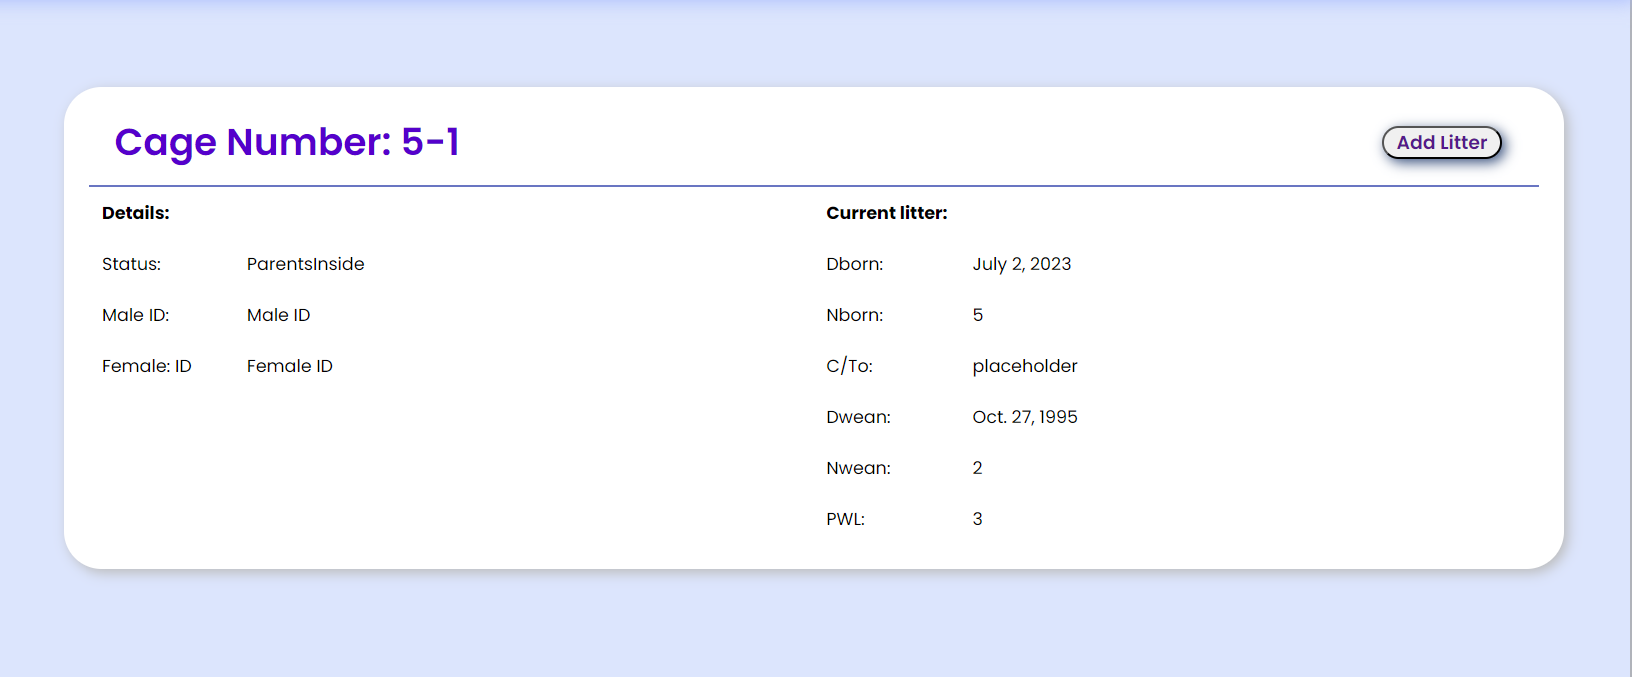 Cage Number: 5-1
Add Litter
Details:
Status: ParentsInside
Male ID: Male ID
Female: ID Female ID
Current litter:
Dborn: July 2, 2023
Nborn: 5
C/To: placeholder
Dwean: Oct. 27, 1995
Nwean: 2
PWL: 3